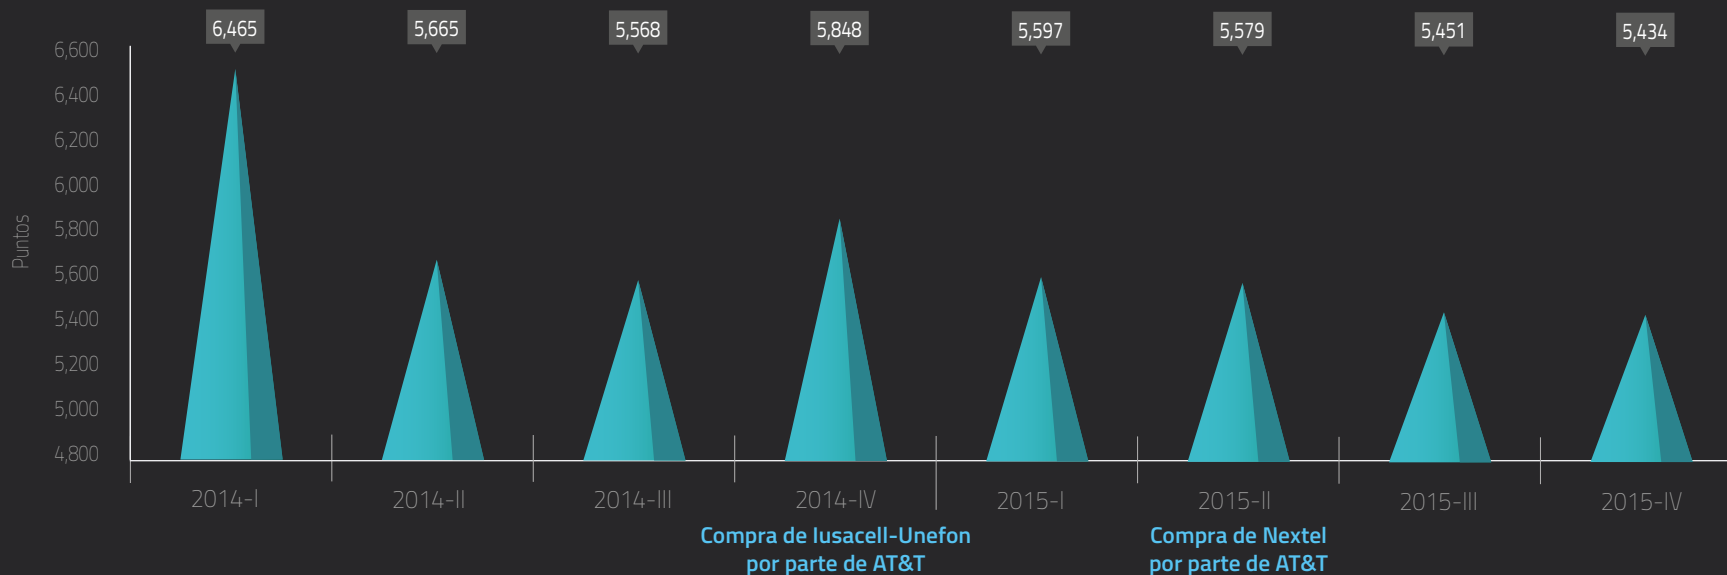 6,465 5,665 5,568 5,848 5,597 5,579 5,451 5,434
6,600
6,400
6,200
6,000
5,800
5,600
5,400
5,200
5,000
4,800
Puntos
2014-I 2014-II 2014-III 2014-IV 2015-I 2015-II 2015-III 2015-IV
Compra de Iusacell-Unefon
por parte de AT&T
Compra de Nextel
por parte de AT&T